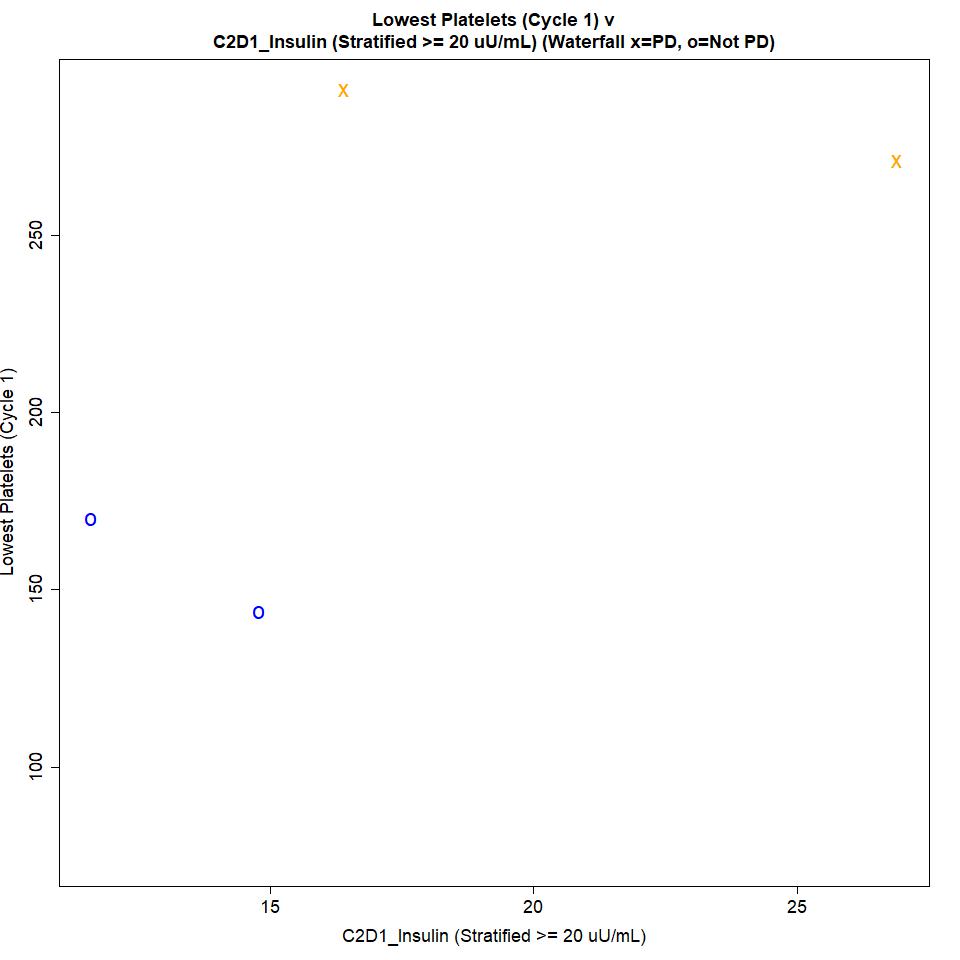 Lowest Platelets (Cycle 1) v
C2D1_Insulin (Stratified >= 20 uU/mL) (Waterfall x=PD, o=Not PD)
Lowest Platelets (Cycle 1)
250
200
150
100
X
X
O
O
15
20
25
C2D1_Insulin (Stratified >= 20 uU/mL)